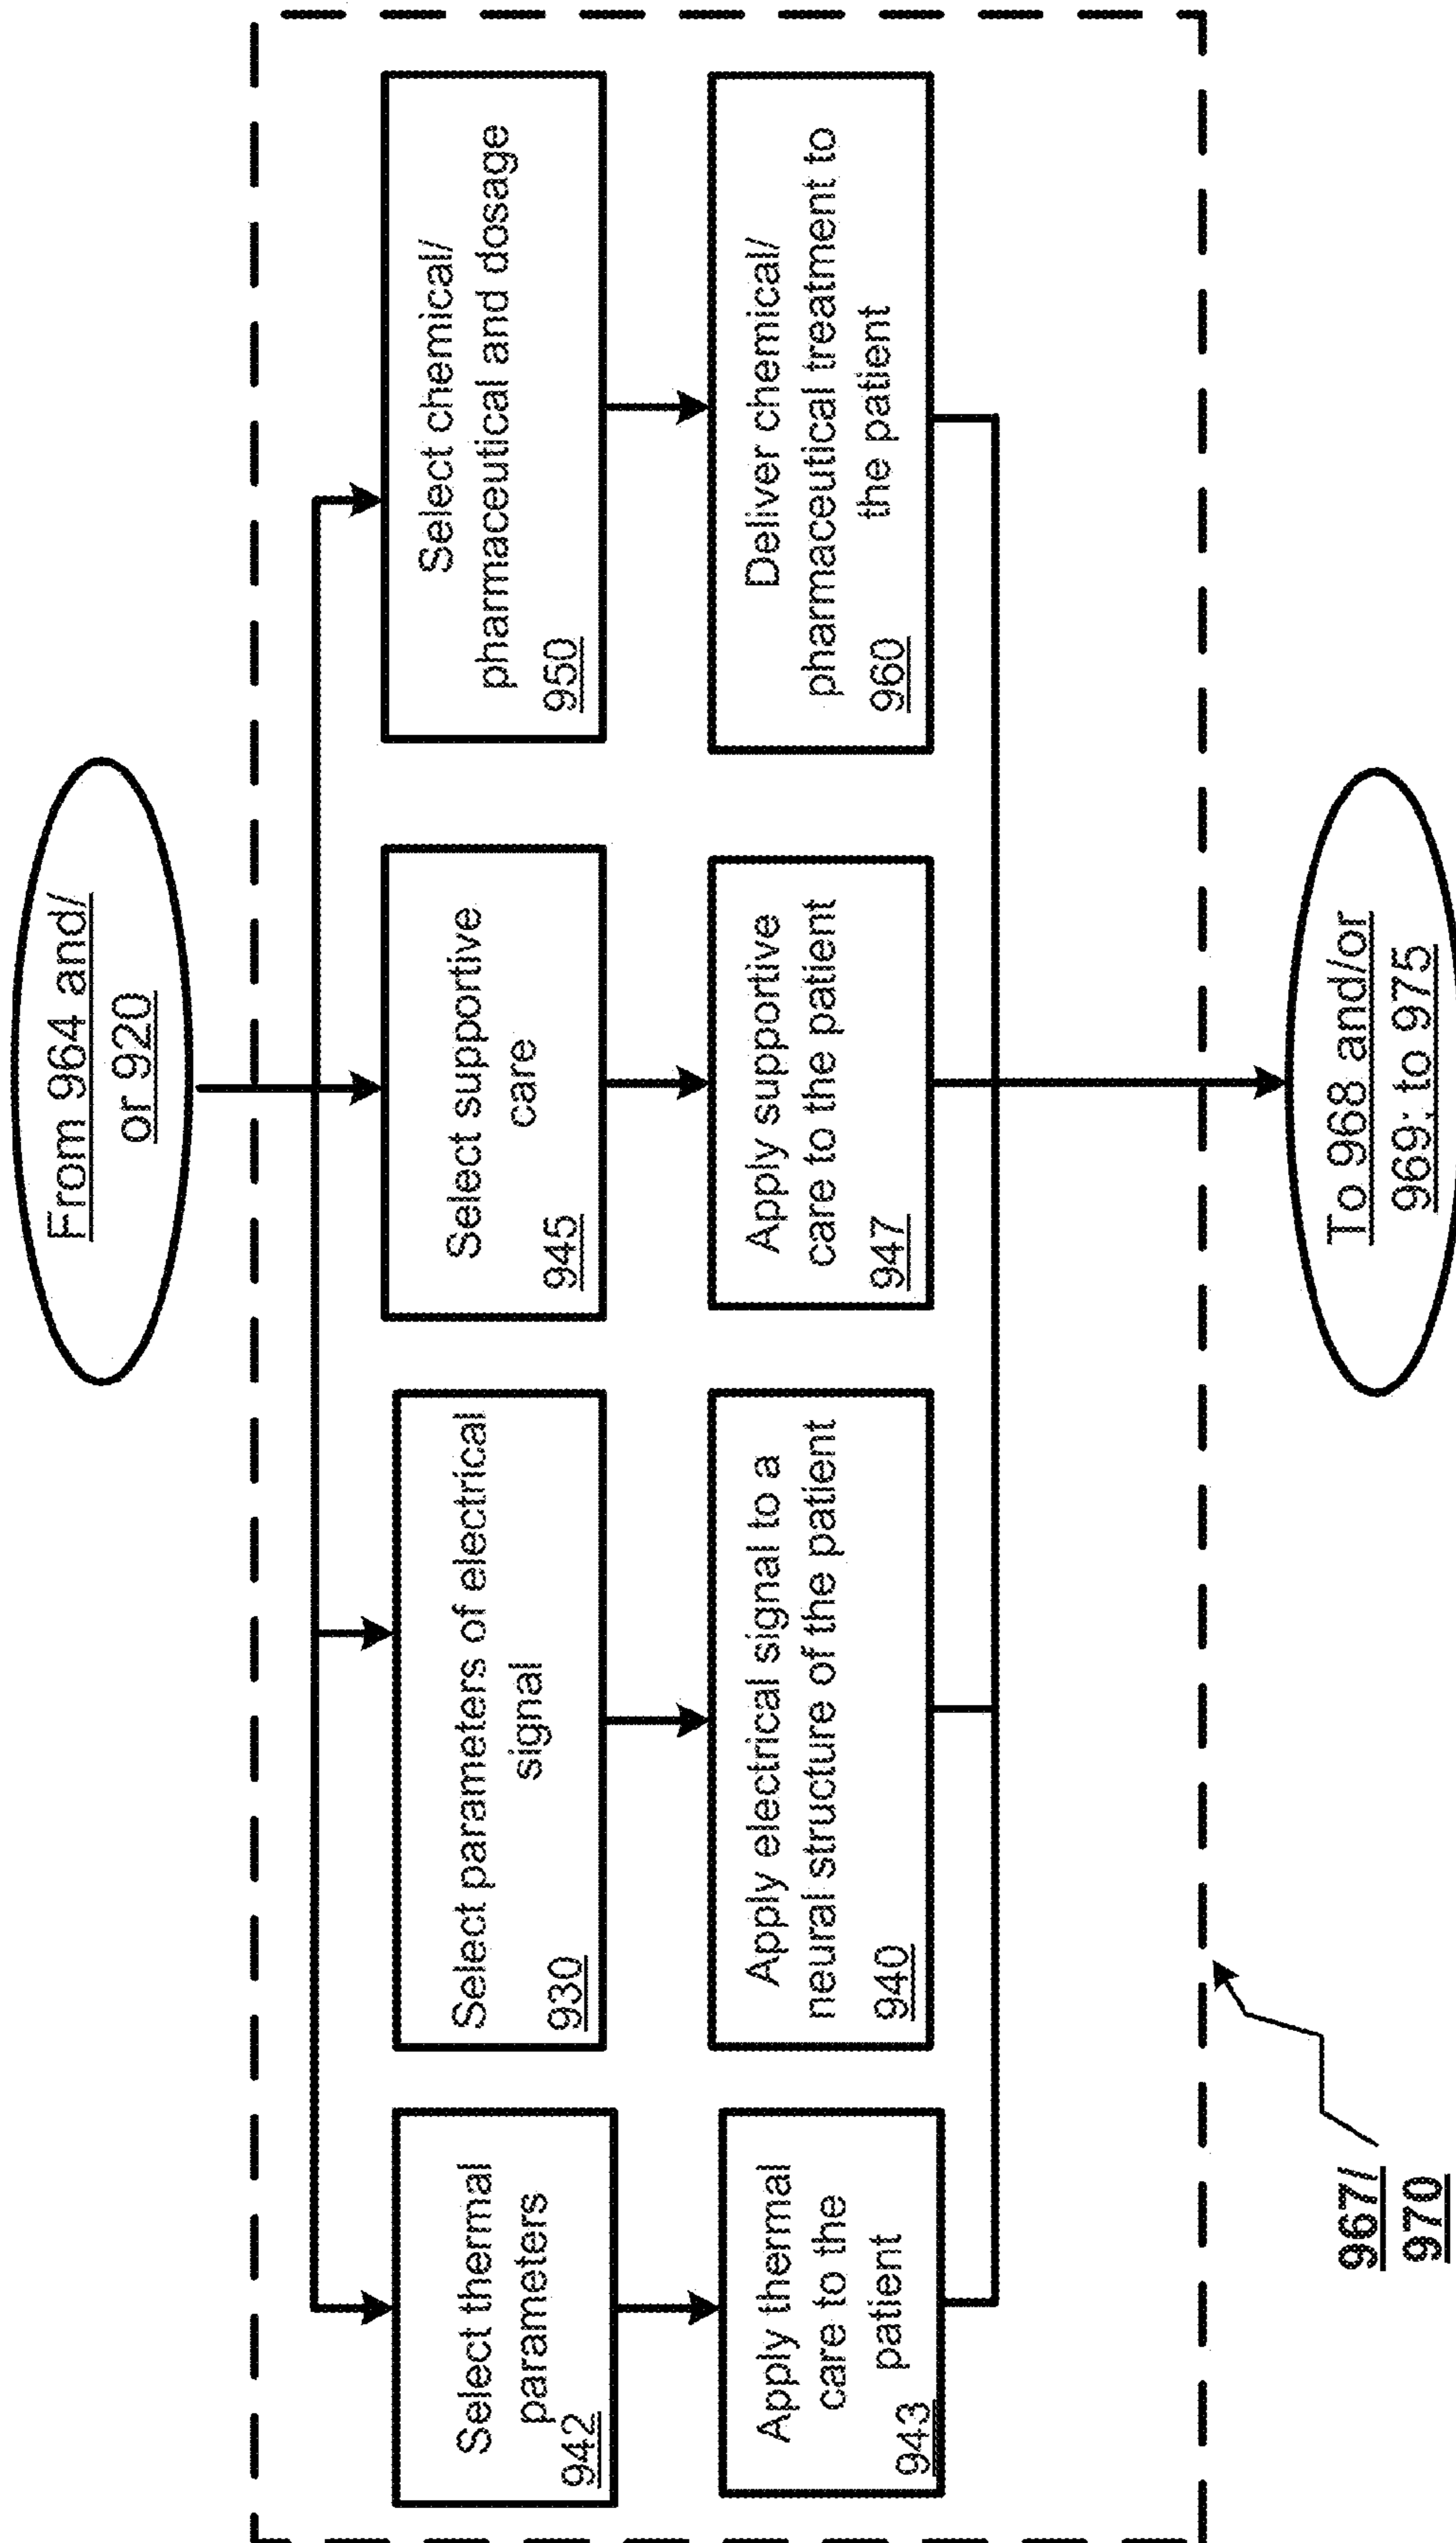 From 964 and/
or 920
Select thermal
parameters
942
Select parameters of electrical
signal
930
Select supportive
care
945
Select chemical/
pharmaceutical and dosage
950
Apply thermal
care to the
patient
943
Apply electrical signal to a
neural structure of the patient
940
Apply supportive
care to the patient
947
Deliver chemical/
pharmaceutical treatment to
the patient
960
To 968 and/or
969; to 975
967/
970